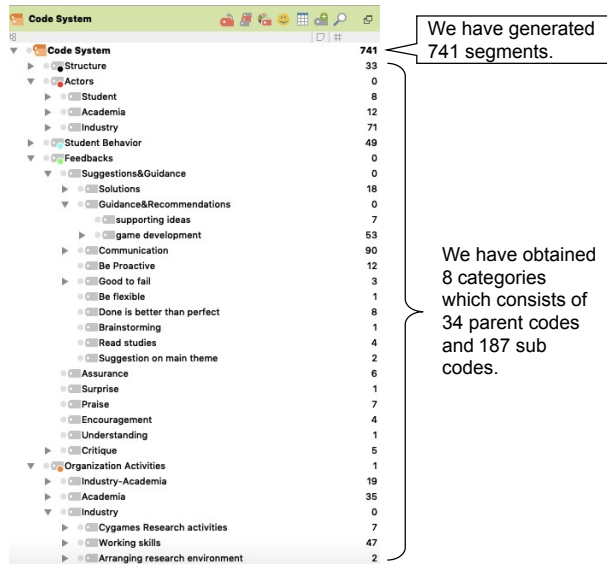 Code System
#
Code System 741
Structure 33
Actors 0
Student 8
Academia 12
Industry 71
Student Behavior 49
Feedbacks 0
Suggestions&Guidance 0
Solutions 18
Guidance&Recommendations 0
supporting ideas 7
game development 53
Communication 90
Be Proactive 12
Good to fail 3
Be flexible 1
Done is better than perfect 8
Brainstorming 1
Read studies 4
Suggestion on main theme 2
Assurance 6
Surprise 1
Praise 7
Encouragement 4
Understanding 1
Critique 5
Organization Activities 1
Industry-Academia 19
Academia 35
Industry 0
Cygames Research activities 7
Working skills 47
Arranging research environment 2
We have generated
741 segments.
We have obtained
8 categories
which consists of
34 parent codes
and 187 sub
codes.